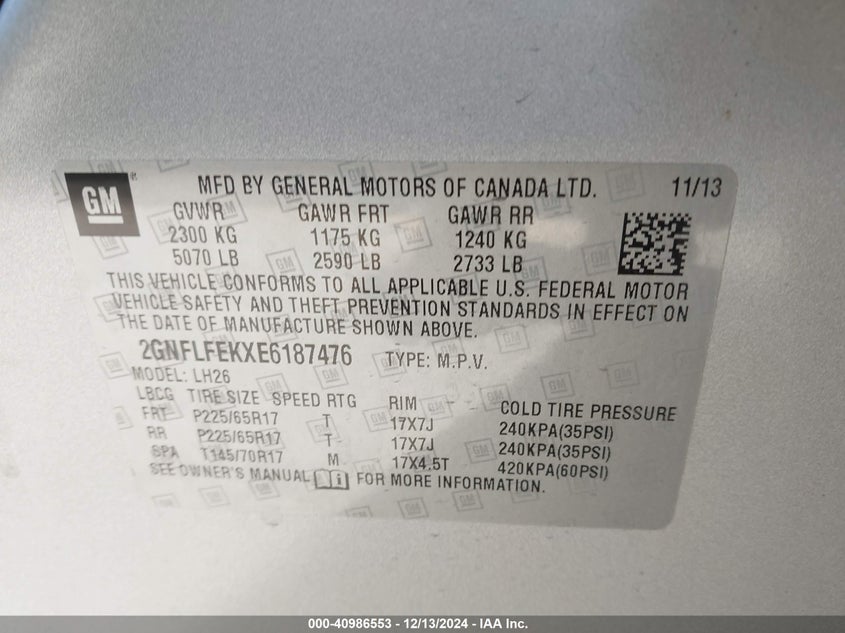 GM ® MFD BY GENERAL MOTORS OF CANADA LTD. 11/13
GVWR GAWR FRT GAWR RR
2300 KG 1175 KG 1240 KG
5070 LB 2590 LB 2733 LB
THIS VEHICLE CONFORMS TO ALL APPLICABLE U.S. FEDERAL MOTOR
VEHICLE SAFETY AND THEFT PREVENTION STANDARDS IN EFFECT ON
THE DATE OF MANUFACTURE SHOWN ABOVE.
2GNFLFEKXE6187476 TYPE: M.P.V.
MODEL: LH26
LBCG TIRE SIZE SPEED RTG RIM COLD TIRE PRESSURE
FRT P225/65R17 T 17X7J 240KPA(35PSI)
RR P225/65R17 T 17X7J 240KPA(35PSI)
SPA T145/70R17 M 17X4.5T 420KPA(60PSI)
SEE OWNER'S MANUAL FOR MORE INFORMATION.
000-40986553 - 12/13/2024 - IAA Inc.